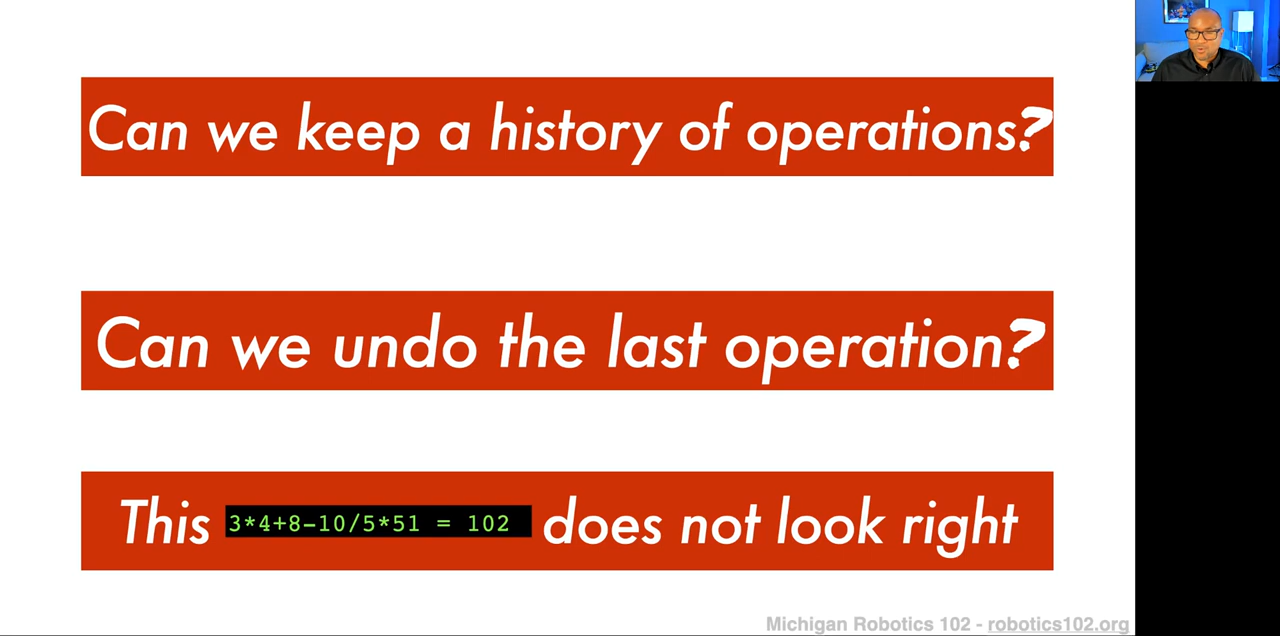 Can we keep a history of operations?
Can we undo the last operation?
This 3*4+8-10/5*51 = 102 does not look right
Michigan Robotics 102 - robotics102.org